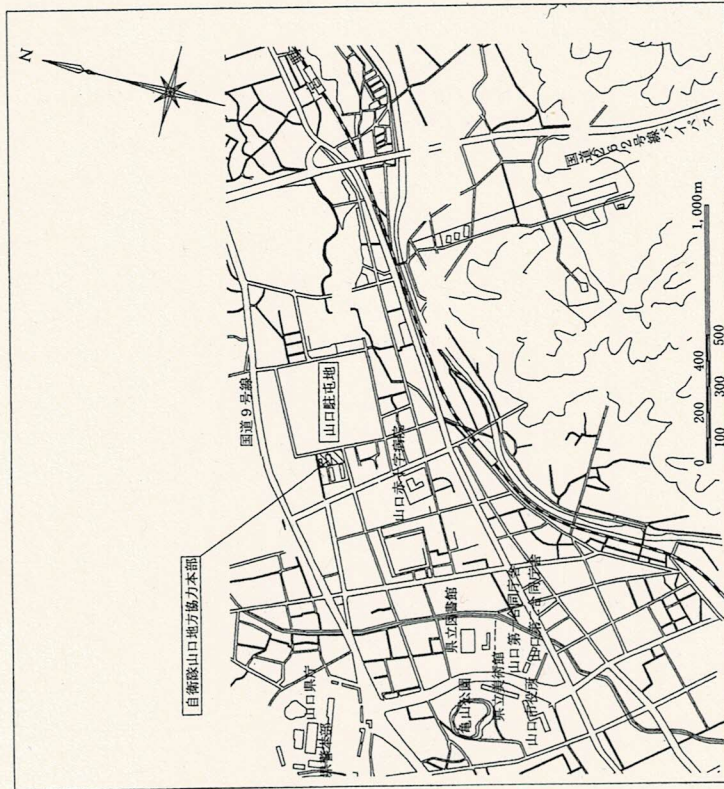 N
国道262号線バイパス
国道9号線
山口駐屯地
自衛隊山口地方協力本部
山口赤十字病院
県立図書館
山口第一合同庁舎
県立美術館
亀山公園
山口市役所
山口県庁
県警本部
0
100
200
300
400
500
1,000m